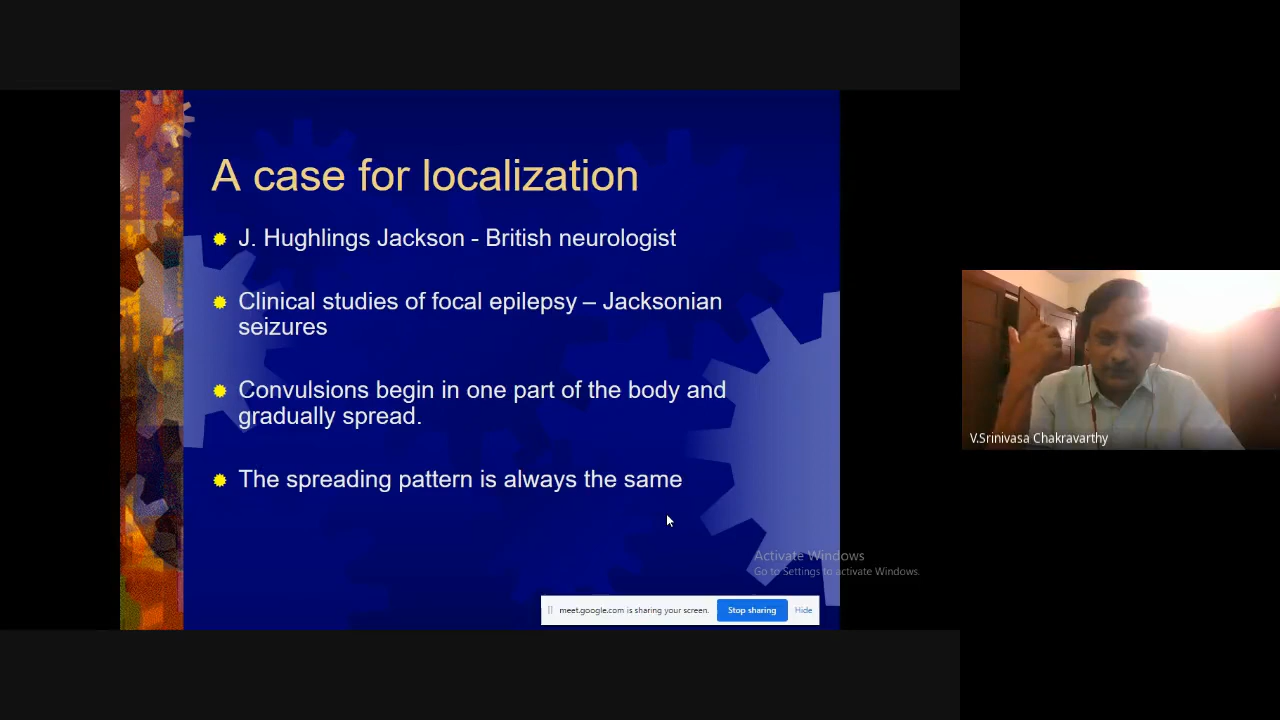 A case for localization
J. Hughlings Jackson - British neurologist
Clinical studies of focal epilepsy – Jacksonian
seizures
Convulsions begin in one part of the body and
gradually spread.
The spreading pattern is always the same
Activate Windows
Go to Settings to activate Windows.
meet.google.com is sharing your screen.
Stop sharing
Hide
V.Srinivasa Chakravarthy